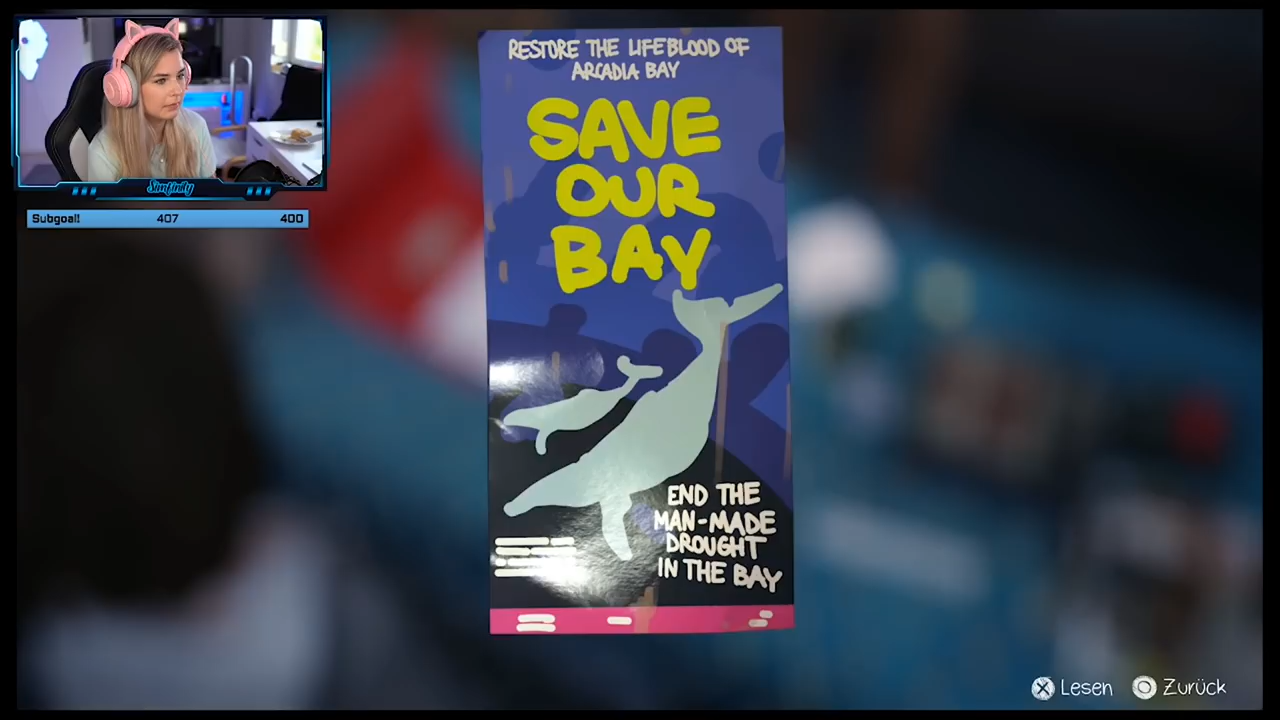 RESTORE THE LIFEBLOOD OF
ARCADIA BAY
SAVE
OUR
BAY
Simfinity
Subgoal! 407 400
END THE
MAN-MADE
DROUGHT
IN THE BAY
Lesen Zurück